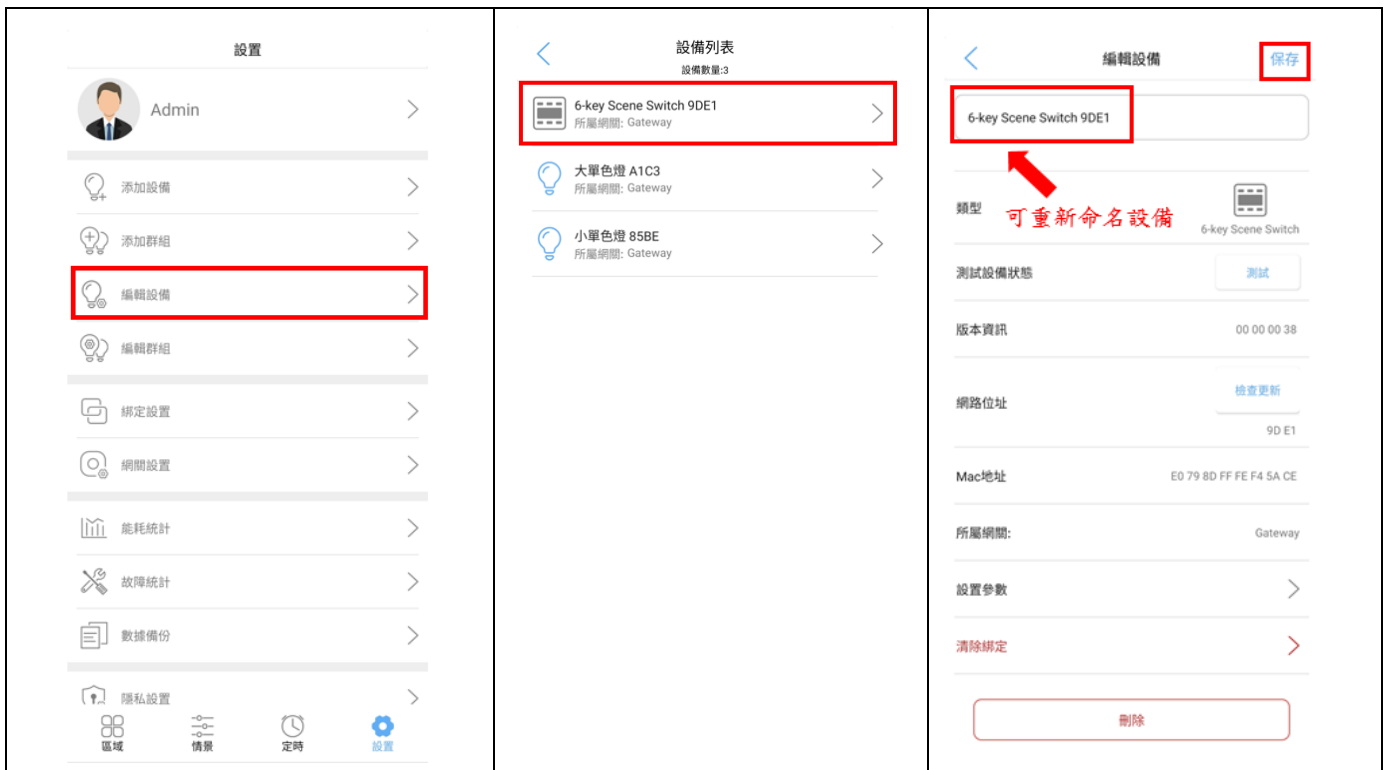 設置
Admin
添加設備
添加群組
編輯設備
編輯群組
綁定設置
網關設置
能耗統計
故障統計
數據備份
隱私設置
區域
情景
定時
設置
設備列表
設備數量:3
6-key Scene Switch 9DE1
所屬網關: Gateway
大單色燈 A1C3
所屬網關: Gateway
小單色燈 85BE
所屬網關: Gateway
編輯設備
保存
6-key Scene Switch 9DE1
可重新命名設備
類型
6-key Scene Switch
測試設備狀態
測試
版本資訊
00 00 00 38
檢查更新
網路位址
9D E1
Mac地址
E0 79 8D FF FE F4 5A CE
所屬網關:
Gateway
設置參數
清除綁定
刪除